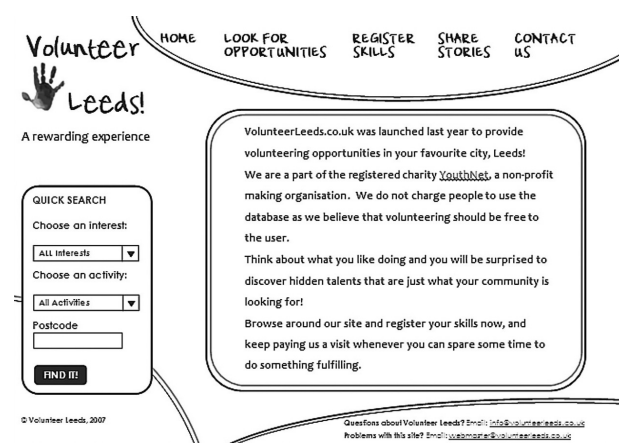 Volunteer
Leeds!
A rewarding experience
HOME
LOOK FOR
OPPORTUNITIES
REGISTER
SKILLS
SHARE
STORIES
CONTACT
US
QUICK SEARCH
Choose an interest:
ALL Interests
Choose an activity:
All Activities
Postcode
FIND IT!
VolunteerLeeds.co.uk was launched last year to provide
volunteering opportunities in your favourite city, Leeds!
We are a part of the registered charity YouthNet, a non-profit
making organisation. We do not charge people to use the
database as we believe that volunteering should be free to
the user.
Think about what you like doing and you will be surprised to
discover hidden talents that are just what your community is
looking for!
Browse around our site and register your skills now, and
keep paying us a visit whenever you can spare some time to
do something fulfilling.
© Volunteer Leeds, 2007
Questions about Volunteer Leeds? Email: info@volunteerleeds.co.uk
Problems with this site? Email: webmaster@volunteerleeds.co.uk